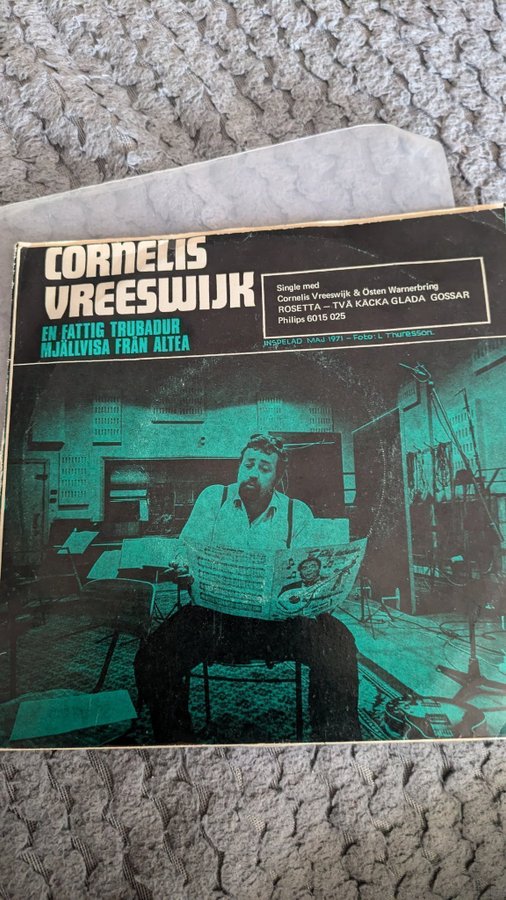 CORNELIS
VREESWIJK
EN FATTIG TRUBADUR
MJÄLLVISA FRÅN ALTEA
Single med
Cornelis Vreeswijk & Östen Warnerbring
ROSETTA – TVÅ KÄCKA GLADA GOSSAR
Philips 6015 025
INSPELAD MAJ 1971 – Foto: L Thuresson.